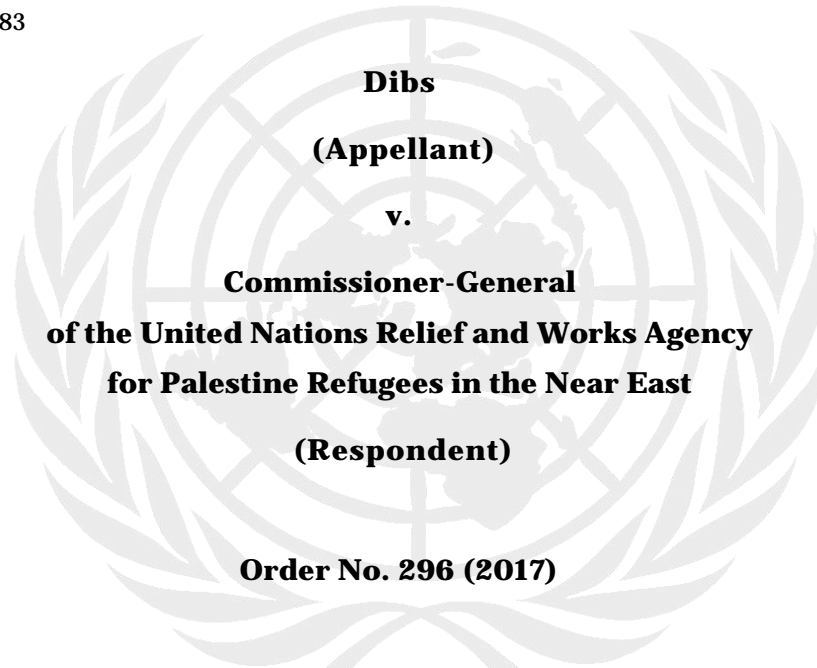 83
Dibs
(Appellant)
v.
Commissioner-General
of the United Nations Relief and Works Agency
for Palestine Refugees in the Near East
(Respondent)
Order No. 296 (2017)